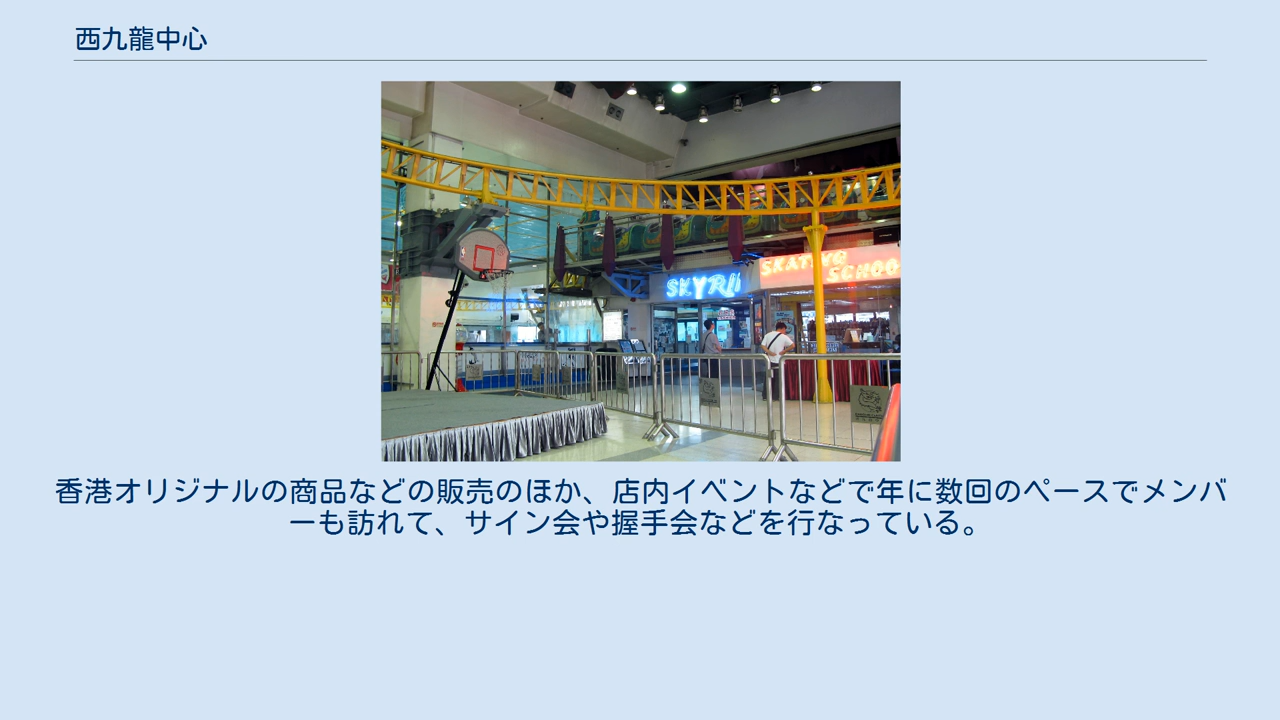 西九龍中心
SKATING
SCHOO
香港オリジナルの商品などの販売のほか、店内イベントなどで年に数回のペースでメンバ
ーも訪れて、サイン会や握手会などを行なっている。